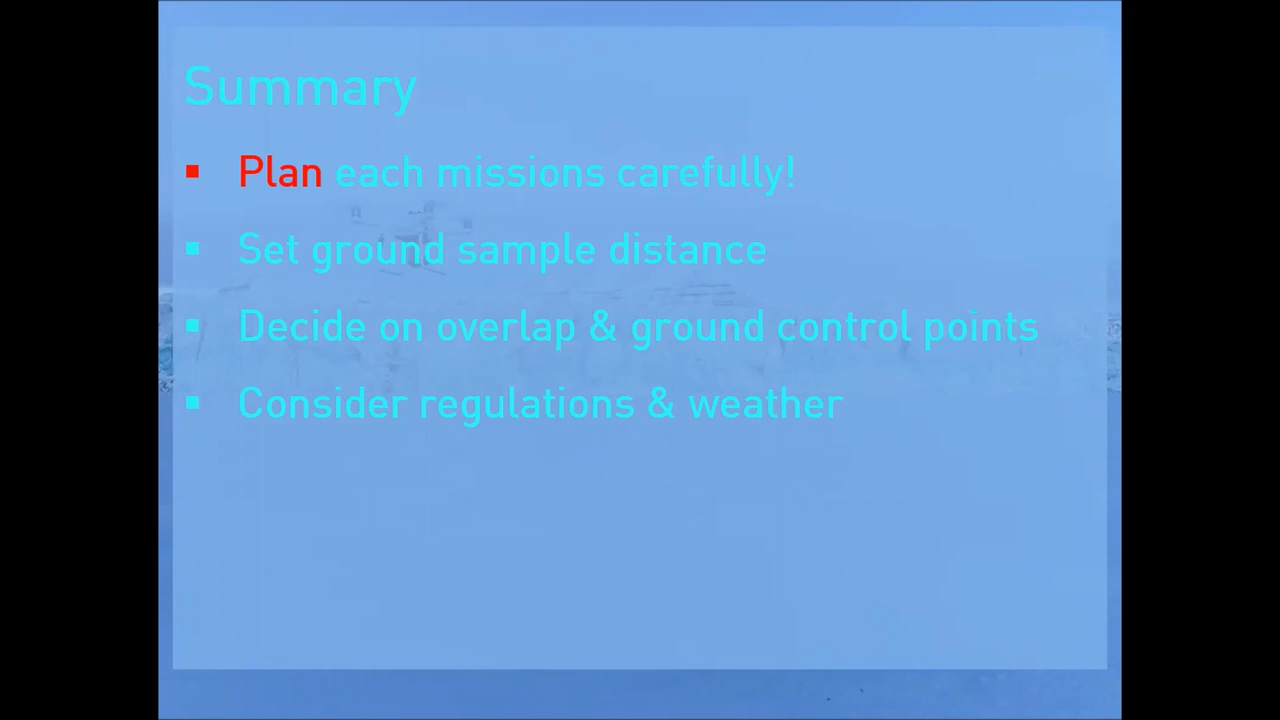 Summary
▪ Plan each missions carefully!
▪ Set ground sample distance
▪ Decide on overlap & ground control points
▪ Consider regulations & weather